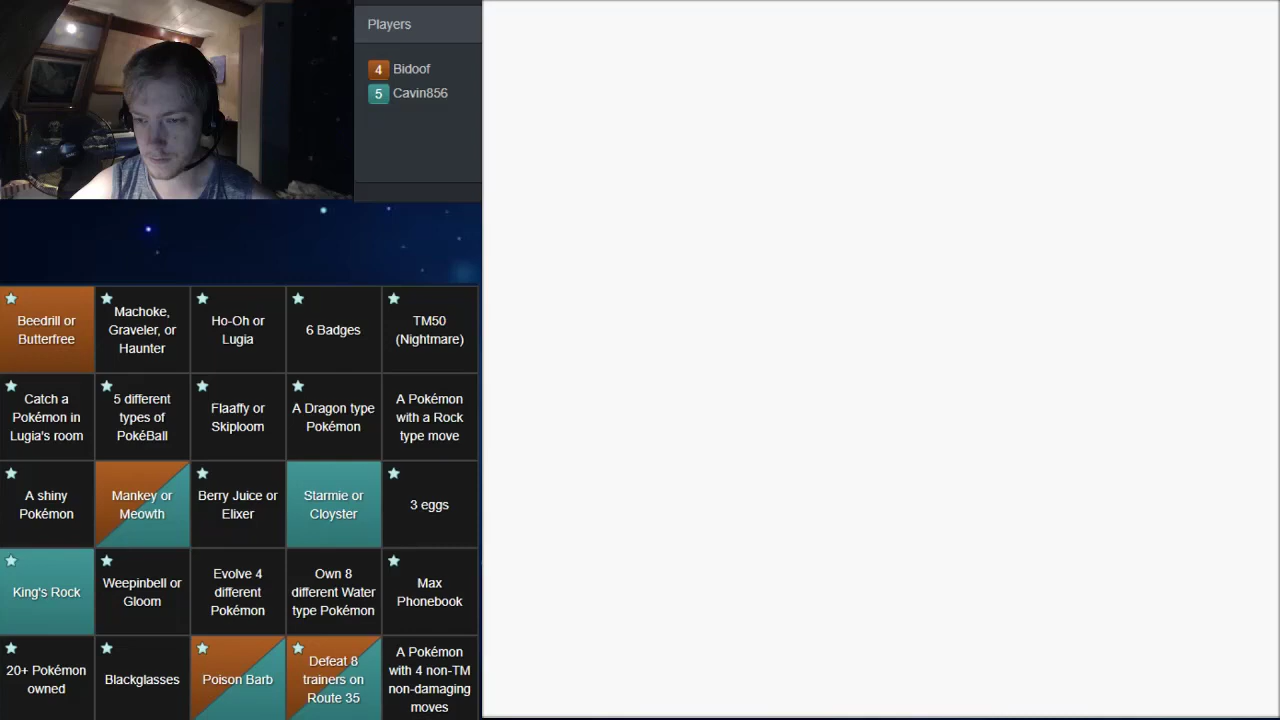 Players
4 Bidoof
5 Cavin856
Beedrill or
Butterfree
Machoke,
Graveler, or
Haunter
Ho-Oh or
Lugia
6 Badges
TM50
(Nightmare)
Catch a
Pokémon in
Lugia's room
5 different
types of
PokéBall
Flaaffy or
Skiploom
A Dragon type
Pokémon
A Pokémon
with a Rock
type move
A shiny
Pokémon
Mankey or
Meowth
Berry Juice or
Elixer
Starmie or
Cloyster
3 eggs
King's Rock
Weepinbell or
Gloom
Evolve 4
different
Pokémon
Own 8
different Water
type Pokémon
Max
Phonebook
20+ Pokémon
owned
Blackglasses
Poison Barb
Defeat 8
trainers on
Route 35
A Pokémon
with 4 non-TM
non-damaging
moves